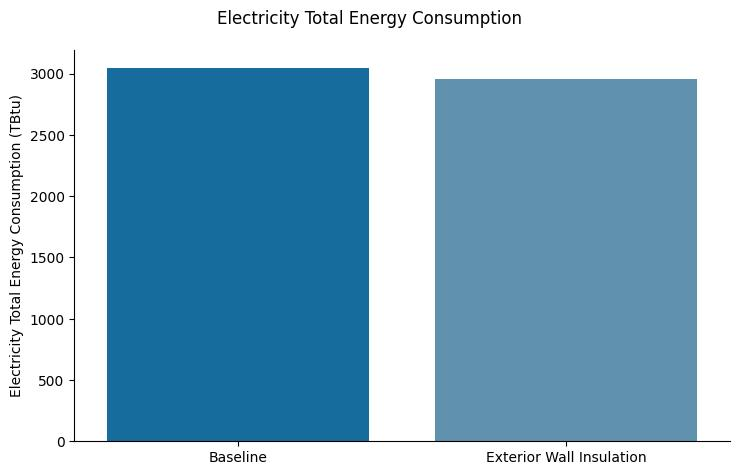 Electricity Total Energy Consumption
Electricity Total Energy Consumption (TBtu)
3000
2500
2000
1500
1000
500
0
Baseline
Exterior Wall Insulation